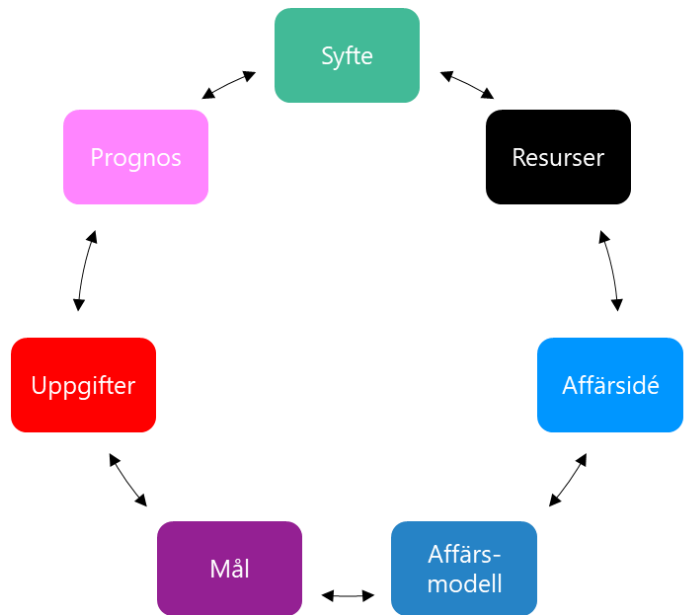 Syfte
Resurser
Affärsidé
Affärs-
modell
Mål
Uppgifter
Prognos